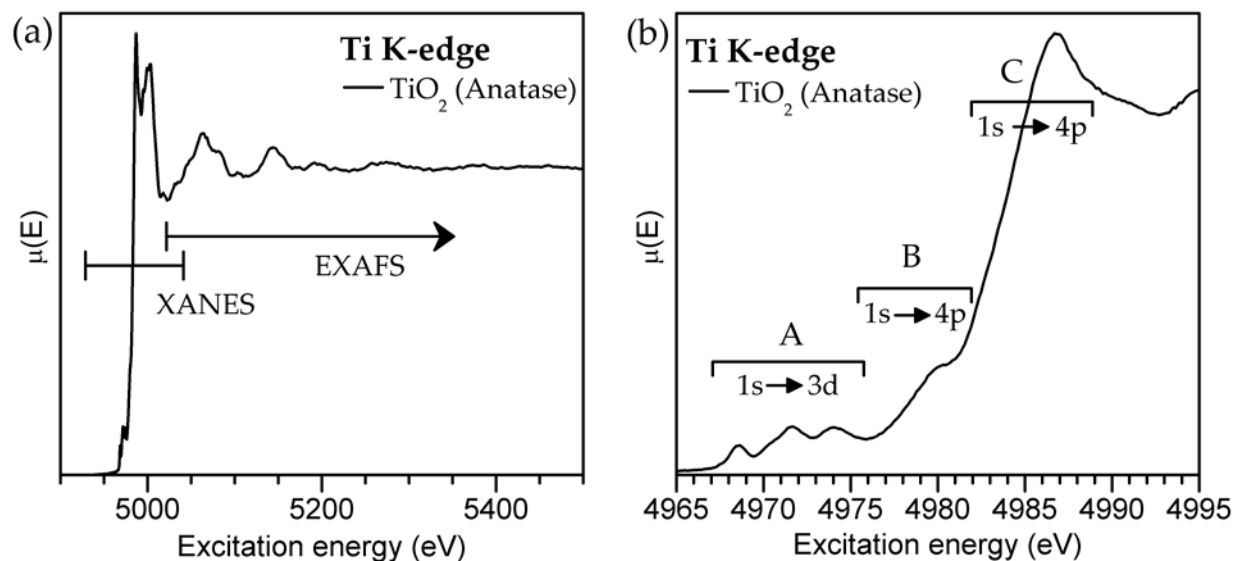 (a)
Ti K-edge
TiO₂ (Anatase)
EXAFS
XANES
μ(E)
5000 5200 5400
Excitation energy (eV)
(b)
Ti K-edge
TiO₂ (Anatase)
C
1s→4p
B
1s→4p
A
1s→3d
μ(E)
4965 4970 4975 4980 4985 4990 4995
Excitation energy (eV)